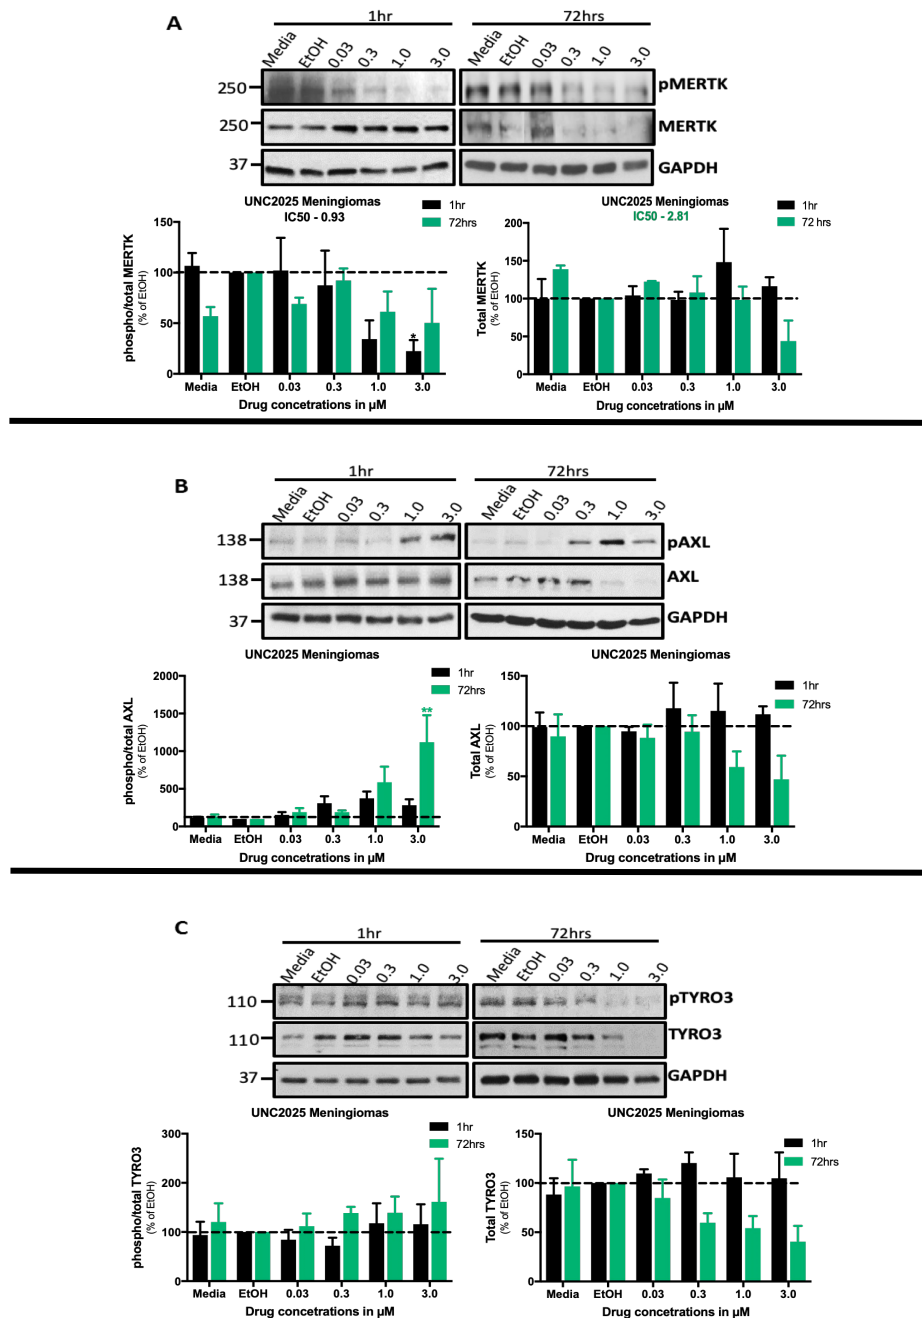 A
1hr
72hrs
Media EtOH 0.03 0.3 1.0 3.0
Media EtOH 0.03 0.3 1.0 3.0
250
pMERTK
250
MERTK
37
GAPDH
UNC2025 Meningiomas
IC50 - 0.93
1hr
72hrs
150
100
50
0
phospho/total MERTK
(% of EtOH)
*
Media EtOH 0.03 0.3 1.0 3.0
Drug concetrations in µM
UNC2025 Meningiomas
IC50 - 2.81
1hr
72 hrs
200
150
100
50
0
Total MERTK
(% of EtOH)
Media EtOH 0.03 0.3 1.0 3.0
Drug concetrations in µM
B
1hr
72hrs
Media EtOH 0.03 0.3 1.0 3.0
Media EtOH 0.03 0.3 1.0 3.0
138
pAXL
138
AXL
37
GAPDH
UNC2025 Meningiomas
1hr
72hrs
2000
1500
1000
500
0
phospho/total AXL
(% of EtOH)
**
Media EtOH 0.03 0.3 1.0 3.0
Drug concetrations in µM
UNC2025 Meningiomas
1hr
72hrs
150
100
50
0
Total AXL
(% of EtOH)
Media EtOH 0.03 0.3 1.0 3.0
Drug concetrations in µM
C
1hr
72hrs
Media EtOH 0.03 0.3 1.0 3.0
Media EtOH 0.03 0.3 1.0 3.0
110
pTYRO3
110
TYRO3
37
GAPDH
UNC2025 Meningiomas
1hr
72hrs
300
200
100
0
phospho/total TYRO3
(% of EtOH)
Media EtOH 0.03 0.3 1.0 3.0
Drug concetrations in µM
UNC2025 Meningiomas
1hr
72hrs
150
100
50
0
Total TYRO3
(% of EtOH)
Media EtOH 0.03 0.3 1.0 3.0
Drug concetrations in µM